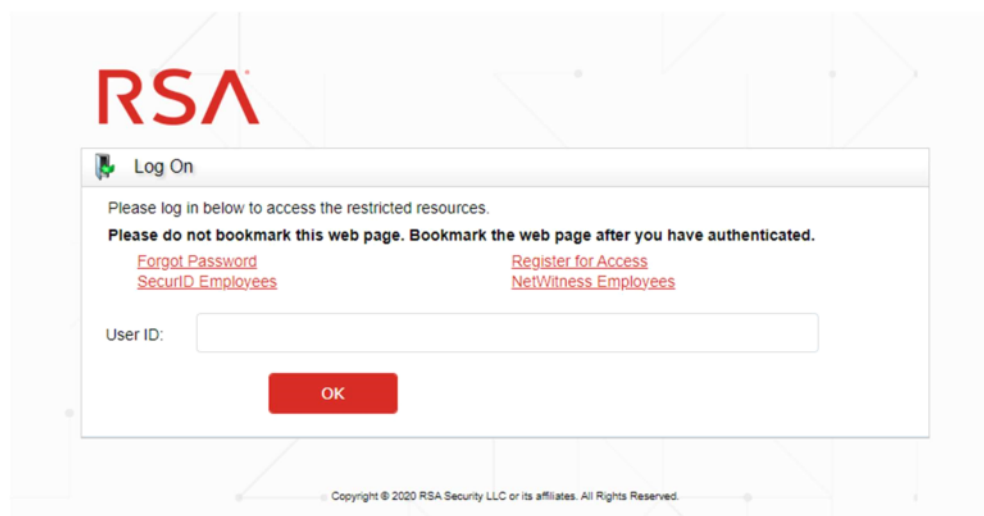 RSA
Log On
Please log in below to access the restricted resources.
Please do not bookmark this web page. Bookmark the web page after you have authenticated.
Forgot Password Register for Access
SecurID Employees NetWitness Employees
User ID:
OK
Copyright © 2020 RSA Security LLC or its affiliates. All Rights Reserved.